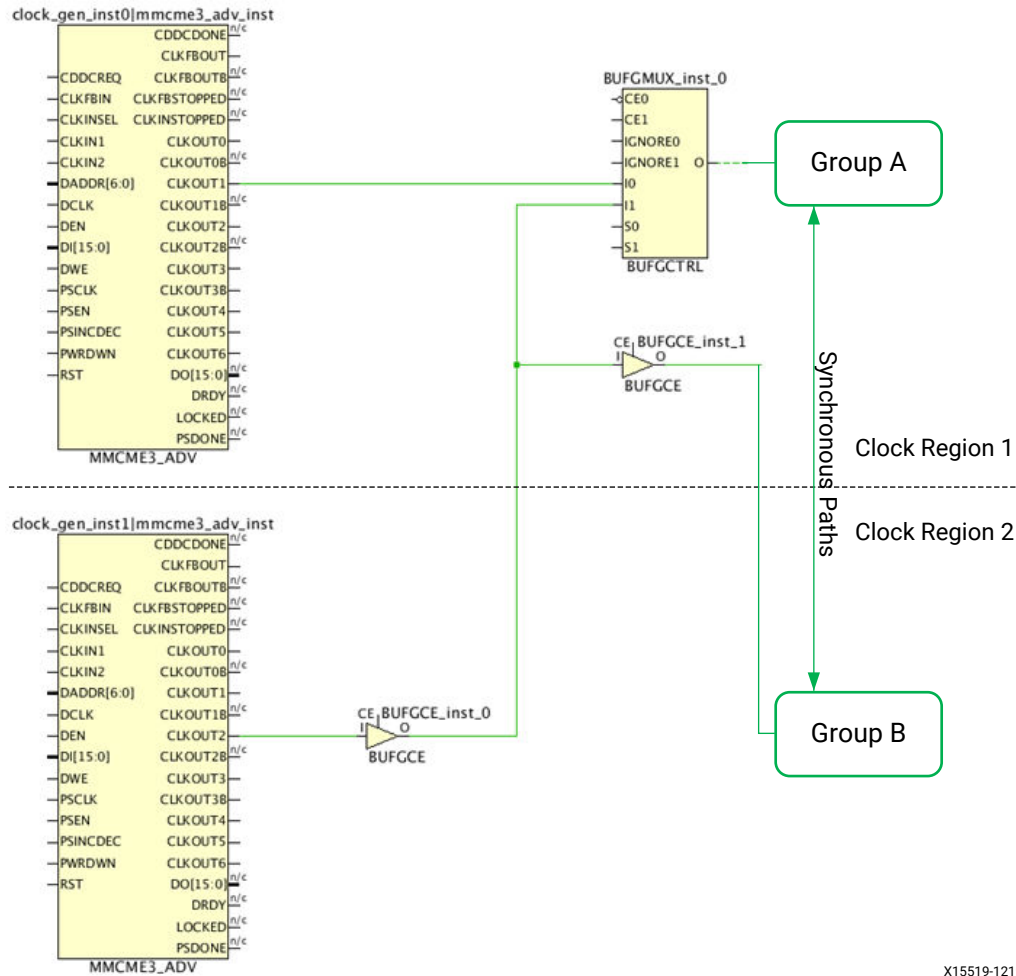 clock_gen_inst0|mmcme3_adv_inst
CDDCDONE n/c
CLKFBOUT
CDDCREQ CLKFBOUTB n/c
CLKFBIN CLKFBSTOPPED n/c
CLKINSEL CLKINSTOPPED n/c
CLKIN1 CLKOUT0
CLKIN2 CLKOUT0B n/c
DADDR[6:0] CLKOUT1
DCLK CLKOUT1B n/c
DEN CLKOUT2
DI[15:0] CLKOUT2B n/c
DWE CLKOUT3
PSCLK CLKOUT3B n/c
PSEN CLKOUT4
PSINCDEC CLKOUT5
PWRDWN CLKOUT6
RST DO[15:0] n/c
DRDY n/c
LOCKED n/c
PSDONE n/c
MMCME3_ADV
BUFGMUX_inst_0
CE0
CE1
IGNORE0
IGNORE1 O
I0
I1
S0
S1
BUFGCTRL
Group A
CE BUFGCE_inst_1
I O
BUFGCE
Synchronous Paths
Clock Region 1
Clock Region 2
clock_gen_inst1|mmcme3_adv_inst
CDDCDONE n/c
CLKFBOUT
CDDCREQ CLKFBOUTB n/c
CLKFBIN CLKFBSTOPPED n/c
CLKINSEL CLKINSTOPPED n/c
CLKIN1 CLKOUT0
CLKIN2 CLKOUT0B n/c
DADDR[6:0] CLKOUT1
DCLK CLKOUT1B n/c
DEN CLKOUT2
DI[15:0] CLKOUT2B n/c
DWE CLKOUT3
PSCLK CLKOUT3B n/c
PSEN CLKOUT4
PSINCDEC CLKOUT5
PWRDWN CLKOUT6
RST DO[15:0] n/c
DRDY n/c
LOCKED n/c
PSDONE n/c
MMCME3_ADV
CE BUFGCE_inst_0
I O
BUFGCE
Group B
X15519-121